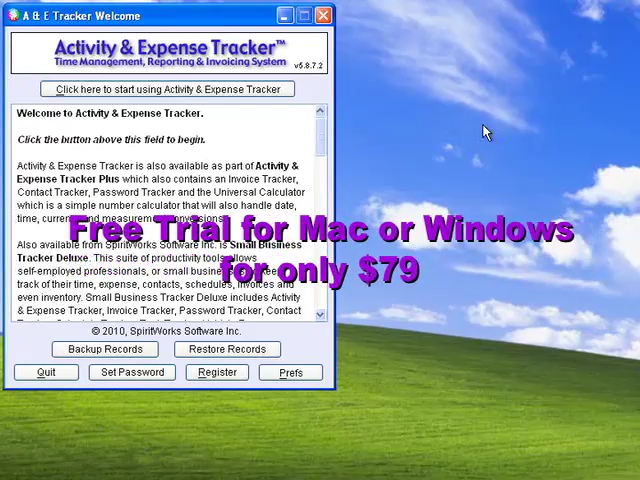 A & E Tracker Welcome
Activity & Expense Tracker™
Time Management, Reporting & Invoicing System
v5.8.7.2
Click here to start using Activity & Expense Tracker
Welcome to Activity & Expense Tracker.
Click the button above this field to begin.
Activity & Expense Tracker is also available as part of Activity &
Expense Tracker Plus which also contains an Invoice Tracker,
Contact Tracker, Password Tracker and the Universal Calculator
which is a simple number calculator that will also handle date,
time, currency and measurement conversions.
Free Trial for Mac or Windows
for only $79
Also available from SpiritWorks Software Inc. is Small Business
Tracker Deluxe. This suite of productivity tools allows
self-employed professionals, or small business
track of their time, expense, contacts, schedules, invoices and
even inventory. Small Business Tracker Deluxe includes Activity
& Expense Tracker, Invoice Tracker, Password Tracker, Contact
© 2010, SpiritWorks Software Inc.
Backup Records
Restore Records
Quit
Set Password
Register
Prefs